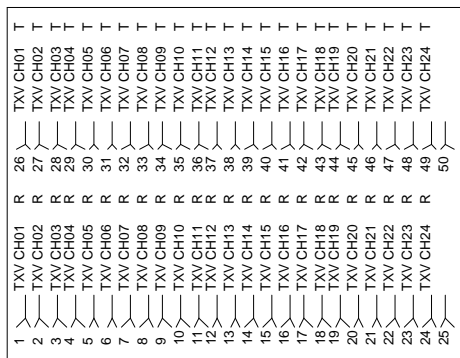 1 TXV CH01 R 26 TXV CH01 T
2 TXV CH02 R 27 TXV CH02 T
3 TXV CH03 R 28 TXV CH03 T
4 TXV CH04 R 29 TXV CH04 T
5 TXV CH05 R 30 TXV CH05 T
6 TXV CH06 R 31 TXV CH06 T
7 TXV CH07 R 32 TXV CH07 T
8 TXV CH08 R 33 TXV CH08 T
9 TXV CH09 R 34 TXV CH09 T
10 TXV CH10 R 35 TXV CH10 T
11 TXV CH11 R 36 TXV CH11 T
12 TXV CH12 R 37 TXV CH12 T
13 TXV CH13 R 38 TXV CH13 T
14 TXV CH14 R 39 TXV CH14 T
15 TXV CH15 R 40 TXV CH15 T
16 TXV CH16 R 41 TXV CH16 T
17 TXV CH17 R 42 TXV CH17 T
18 TXV CH18 R 43 TXV CH18 T
19 TXV CH19 R 44 TXV CH19 T
20 TXV CH20 R 45 TXV CH20 T
21 TXV CH21 R 46 TXV CH21 T
22 TXV CH22 R 47 TXV CH22 T
23 TXV CH23 R 48 TXV CH23 T
24 TXV CH24 R 49 TXV CH24 T
25 50